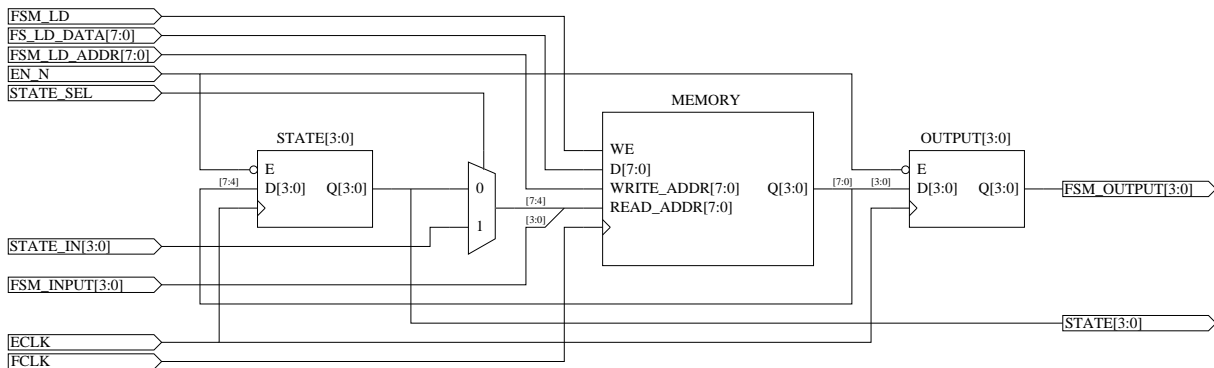 FSM_LD
FS_LD_DATA[7:0]
FSM_LD_ADDR[7:0]
EN_N
STATE_SEL
MEMORY
STATE[3:0]
OUTPUT[3:0]
WE
E
D[7:0]
E
[7:4]
D[3:0]
Q[3:0]
0
WRITE_ADDR[7:0]
Q[3:0]
[7:0]
[3:0]
D[3:0]
Q[3:0]
FSM_OUTPUT[3:0]
[7:4]
READ_ADDR[7:0]
[3:0]
1
STATE_IN[3:0]
FSM_INPUT[3:0]
STATE[3:0]
ECLK
FCLK